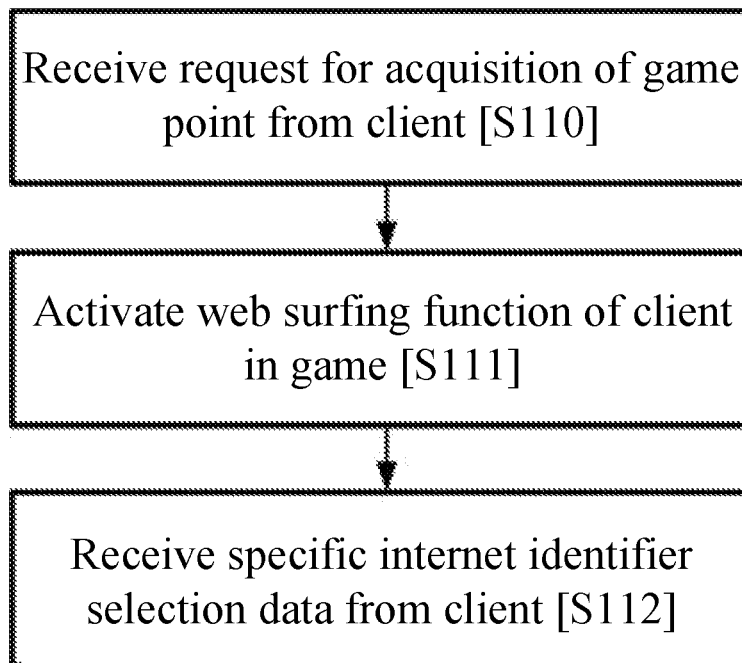 Receive request for acquisition of game
point from client [S110]
Activate web surfing function of client
in game [S111]
Receive specific internet identifier
selection data from client [S112]